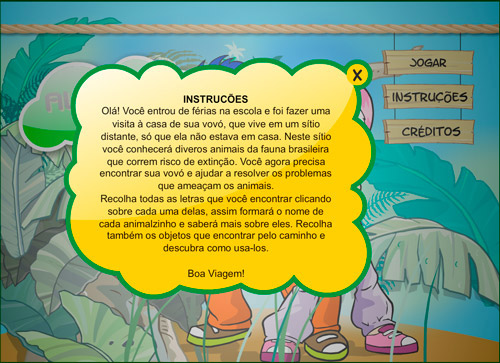 X
JOGAR
INSTRUCÕES
CRÉDITOS
INSTRUCÕES
Olá! Você entrou de férias na escola e foi fazer uma
visita à casa de sua vovó, que vive em um sítio
distante, só que ela não estava em casa. Neste sítio
você conhecerá diveros animais da fauna brasileira
que correm risco de extinção. Você agora precisa
encontrar sua vovó e ajudar a resolver os problemas
que ameaçam os animais.
Recolha todas as letras que você encontrar clicando
sobre cada uma delas, assim formará o nome de
cada animalzinho e saberá mais sobre eles. Recolha
também os objetos que encontrar pelo caminho e
descubra como usa-los.
Boa Viagem!